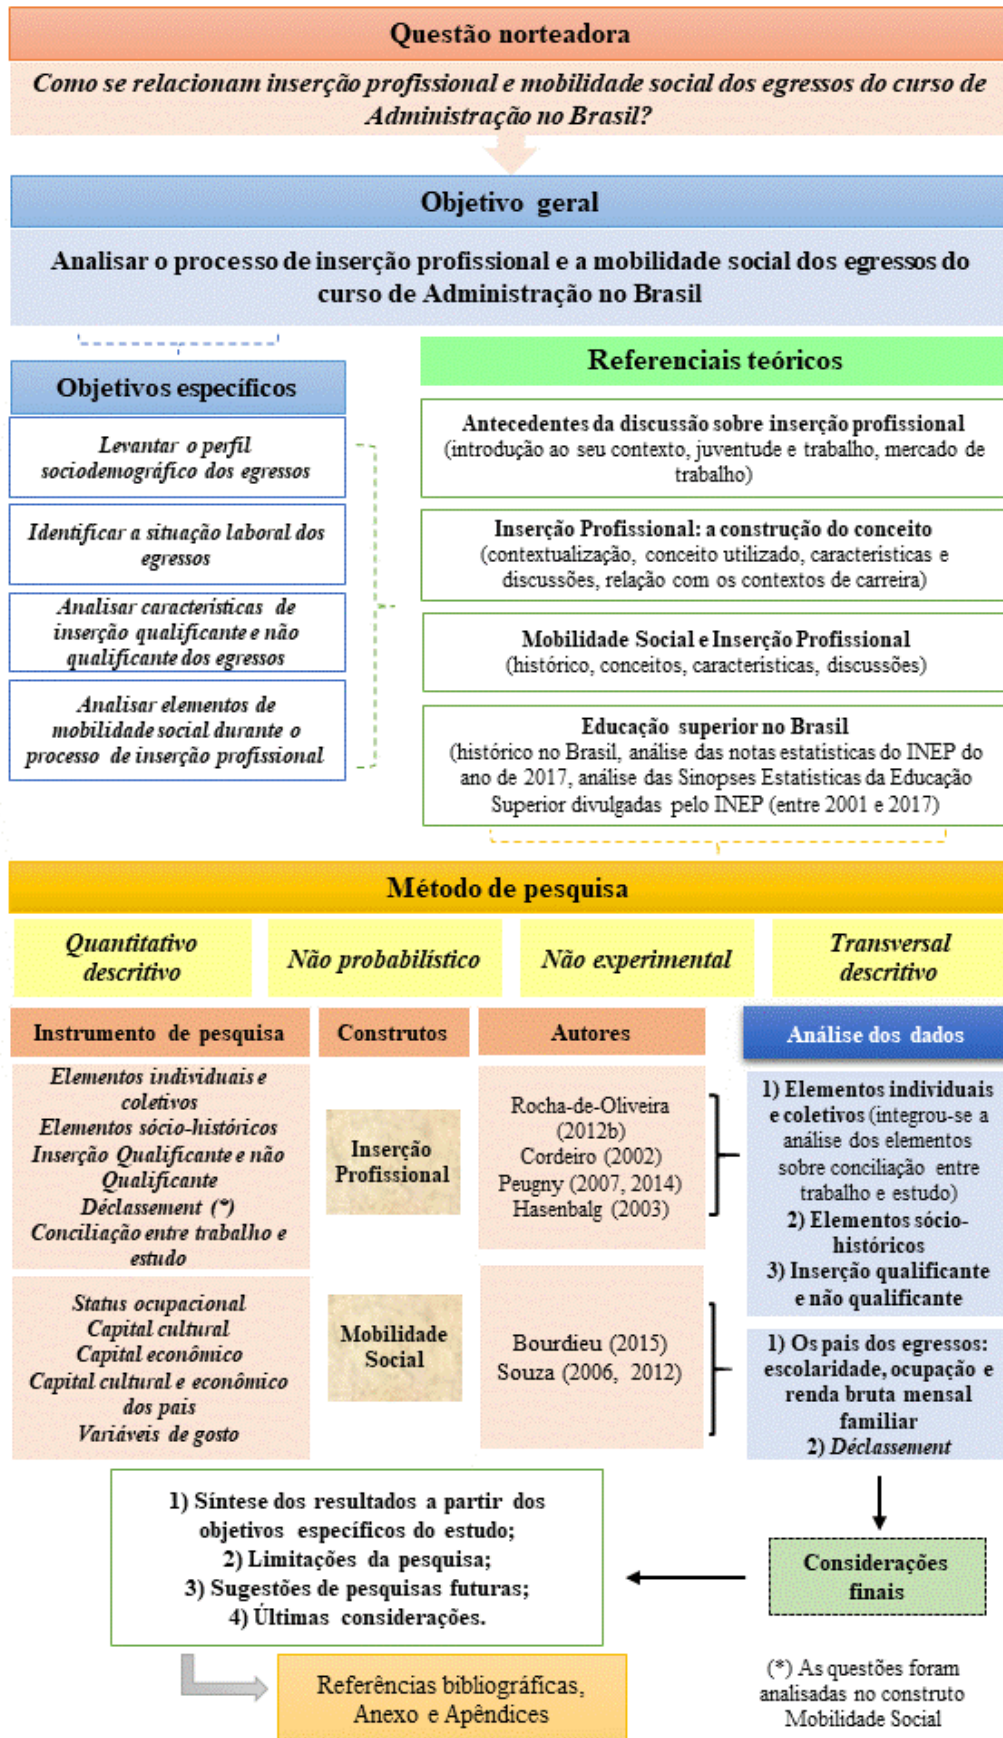 Questão norteadora
Como se relacionam inserção profissional e mobilidade social dos egressos do curso de
Administração no Brasil?
Objetivo geral
Analisar o processo de inserção profissional e a mobilidade social dos egressos do
curso de Administração no Brasil
Objetivos específicos
Levantar o perfil
sociodemográfico dos egressos
Identificar a situação laboral dos
egressos
Analisar características de
inserção qualificante e não
qualificante dos egressos
Analisar elementos de
mobilidade social durante o
processo de inserção profissional
Referenciais teóricos
Antecedentes da discussão sobre inserção profissional
(introdução ao seu contexto, juventude e trabalho, mercado de
trabalho)
Inserção Profissional: a construção do conceito
(contextualização, conceito utilizado, caracteristicas e
discussões, relação com os contextos de carreira)
Mobilidade Social e Inserção Profissional
(histórico, conceitos, caracteristicas, discussões)
Educação superior no Brasil
(histórico no Brasil, análise das notas estatisticas do INEP do
ano de 2017, análise das Sinopses Estatisticas da Educação
Superior divulgadas pelo INEP (entre 2001 e 2017)
Método de pesquisa
Quantitativo
descritivo
Não probabilístico
Não experimental
Transversal
descritivo
Instrumento de pesquisa
Elementos individuais e
coletivos
Elementos sócio-históricos
Inserção Qualificante e não
Qualificante
Déclassement (*)
Conciliação entre trabalho e
estudo
Status ocupacional
Capital cultural
Capital econômico
Capital cultural e econômico
dos pais
Variáveis de gosto
Construtos
Inserção
Profissional
Mobilidade
Social
Autores
Rocha-de-Oliveira
(2012b)
Cordeiro (2002)
Peugny (2007, 2014)
Hasenbalg (2003)
Bourdieu (2015)
Souza (2006, 2012)
Análise dos dados
1) Elementos individuais
e coletivos (integrou-se a
análise dos elementos
sobre conciliação entre
trabalho e estudo)
2) Elementos sócio-
históricos
3) Inserção qualificante
e não qualificante
1) Os pais dos egressos:
escolaridade, ocupação e
renda bruta mensal
familiar
2) Déclassement
Considerações
finais
1) Síntese dos resultados a partir dos
objetivos específicos do estudo;
2) Limitações da pesquisa;
3) Sugestões de pesquisas futuras;
4) Últimas considerações.
Referências bibliográficas,
Anexo e Apêndices
(*) As questões foram
analisadas no construto
Mobilidade Social